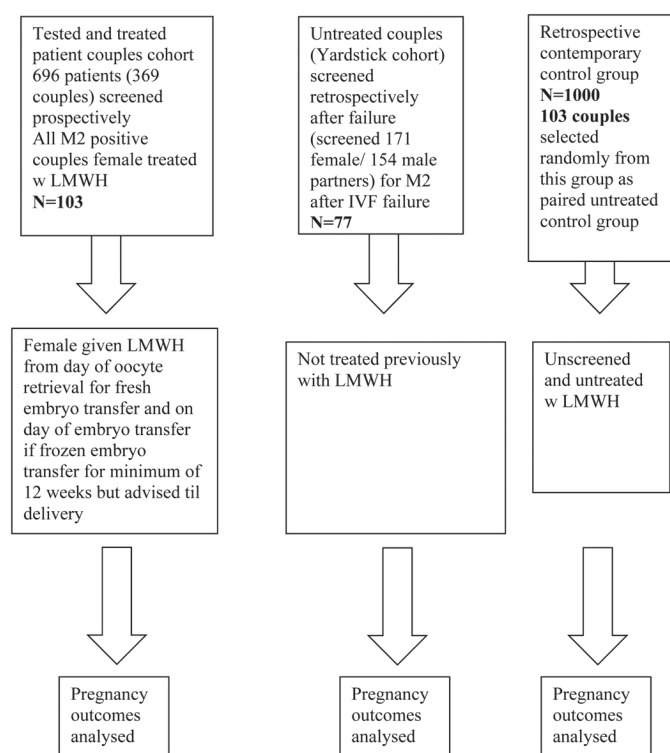 Tested and treated
patient couples cohort
696 patients (369
couples) screened
prospectively
All M2 positive
couples female treated
w LMWH
N=103
Untreated couples
(Yardstick cohort)
screened
retrospectively
after failure
(screened 171
female/ 154 male
partners) for M2
after IVF failure
N=77
Retrospective
contemporary
control group
N=1000
103 couples
selected
randomly from
this group as
paired untreated
control group
Female given LMWH
from day of oocyte
retrieval for fresh
embryo transfer and on
day of embryo transfer
if frozen embryo
transfer for minimum of
12 weeks but advised til
delivery
Not treated previously
with LMWH
Unscreened
and untreated
w LMWH
Pregnancy
outcomes
analysed
Pregnancy
outcomes
analysed
Pregnancy
outcomes
analysed